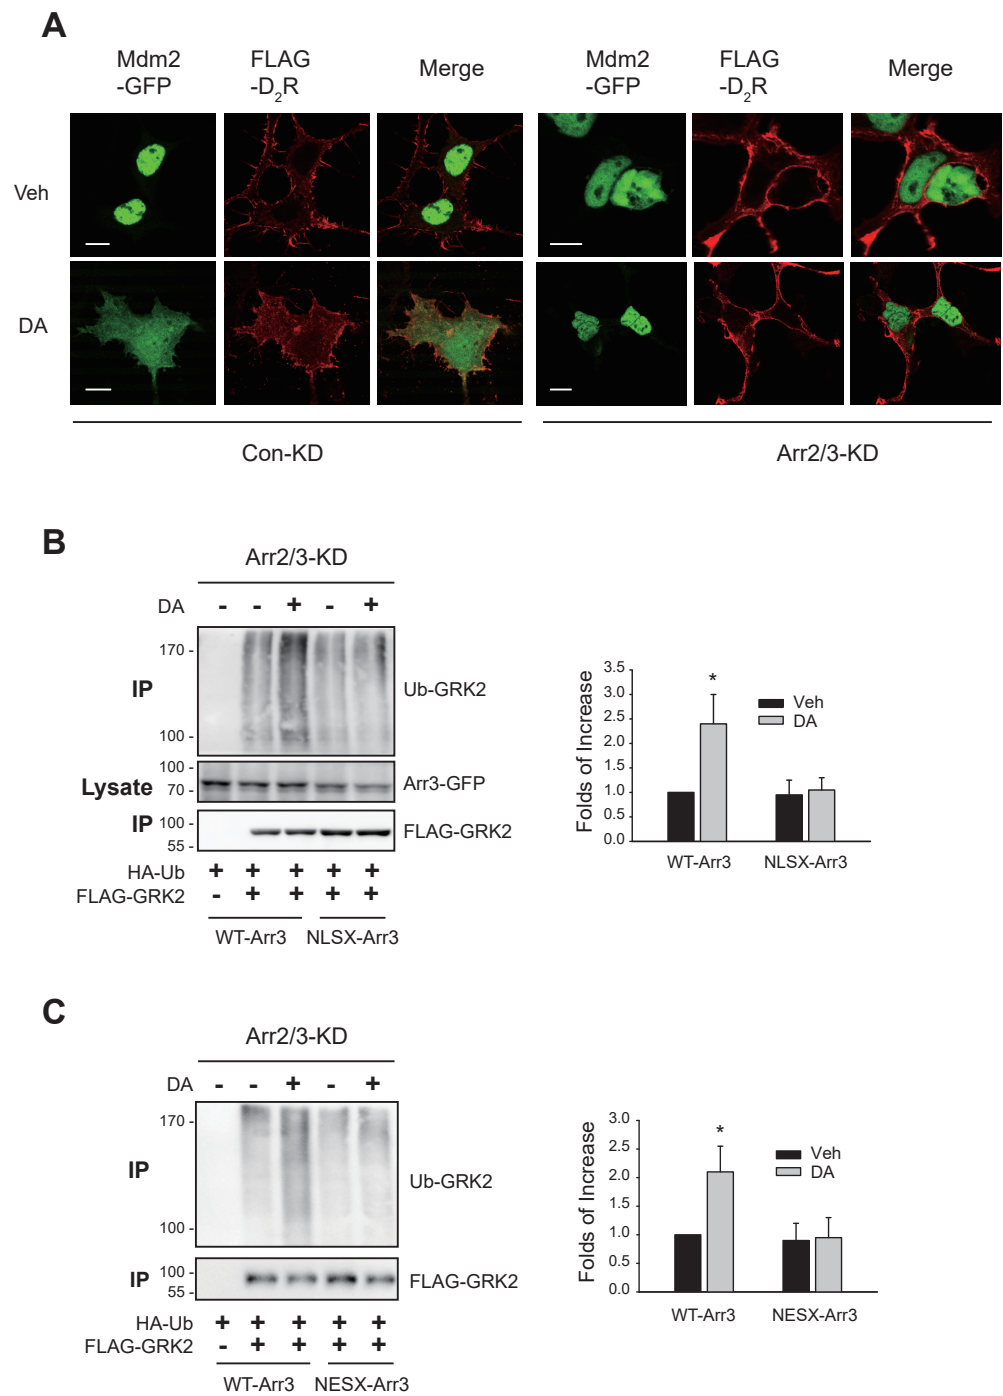 A
Mdm2 -GFP
FLAG -D₂R
Merge
Mdm2 -GFP
FLAG -D₂R
Merge
Veh
DA
Con-KD
Arr2/3-KD
B
Arr2/3-KD
DA - - + - +
170 -
IP
Ub-GRK2
100 -
100 -
Lysate
70 -
Arr3-GFP
IP
100 -
FLAG-GRK2
55 -
HA-Ub + + + + +
FLAG-GRK2 - + + + +
WT-Arr3 NLSX-Arr3
Folds of Increase
3.5
3.0
2.5
2.0
1.5
1.0
0.5
0.0
*
Veh
DA
WT-Arr3 NLSX-Arr3
C
Arr2/3-KD
DA - - + - +
170 -
IP
Ub-GRK2
100 -
IP
100 -
FLAG-GRK2
55 -
HA-Ub + + + + +
FLAG-GRK2 - + + + +
WT-Arr3 NESX-Arr3
Folds of Increase
3.0
2.5
2.0
1.5
1.0
0.5
0.0
*
Veh
DA
WT-Arr3 NESX-Arr3